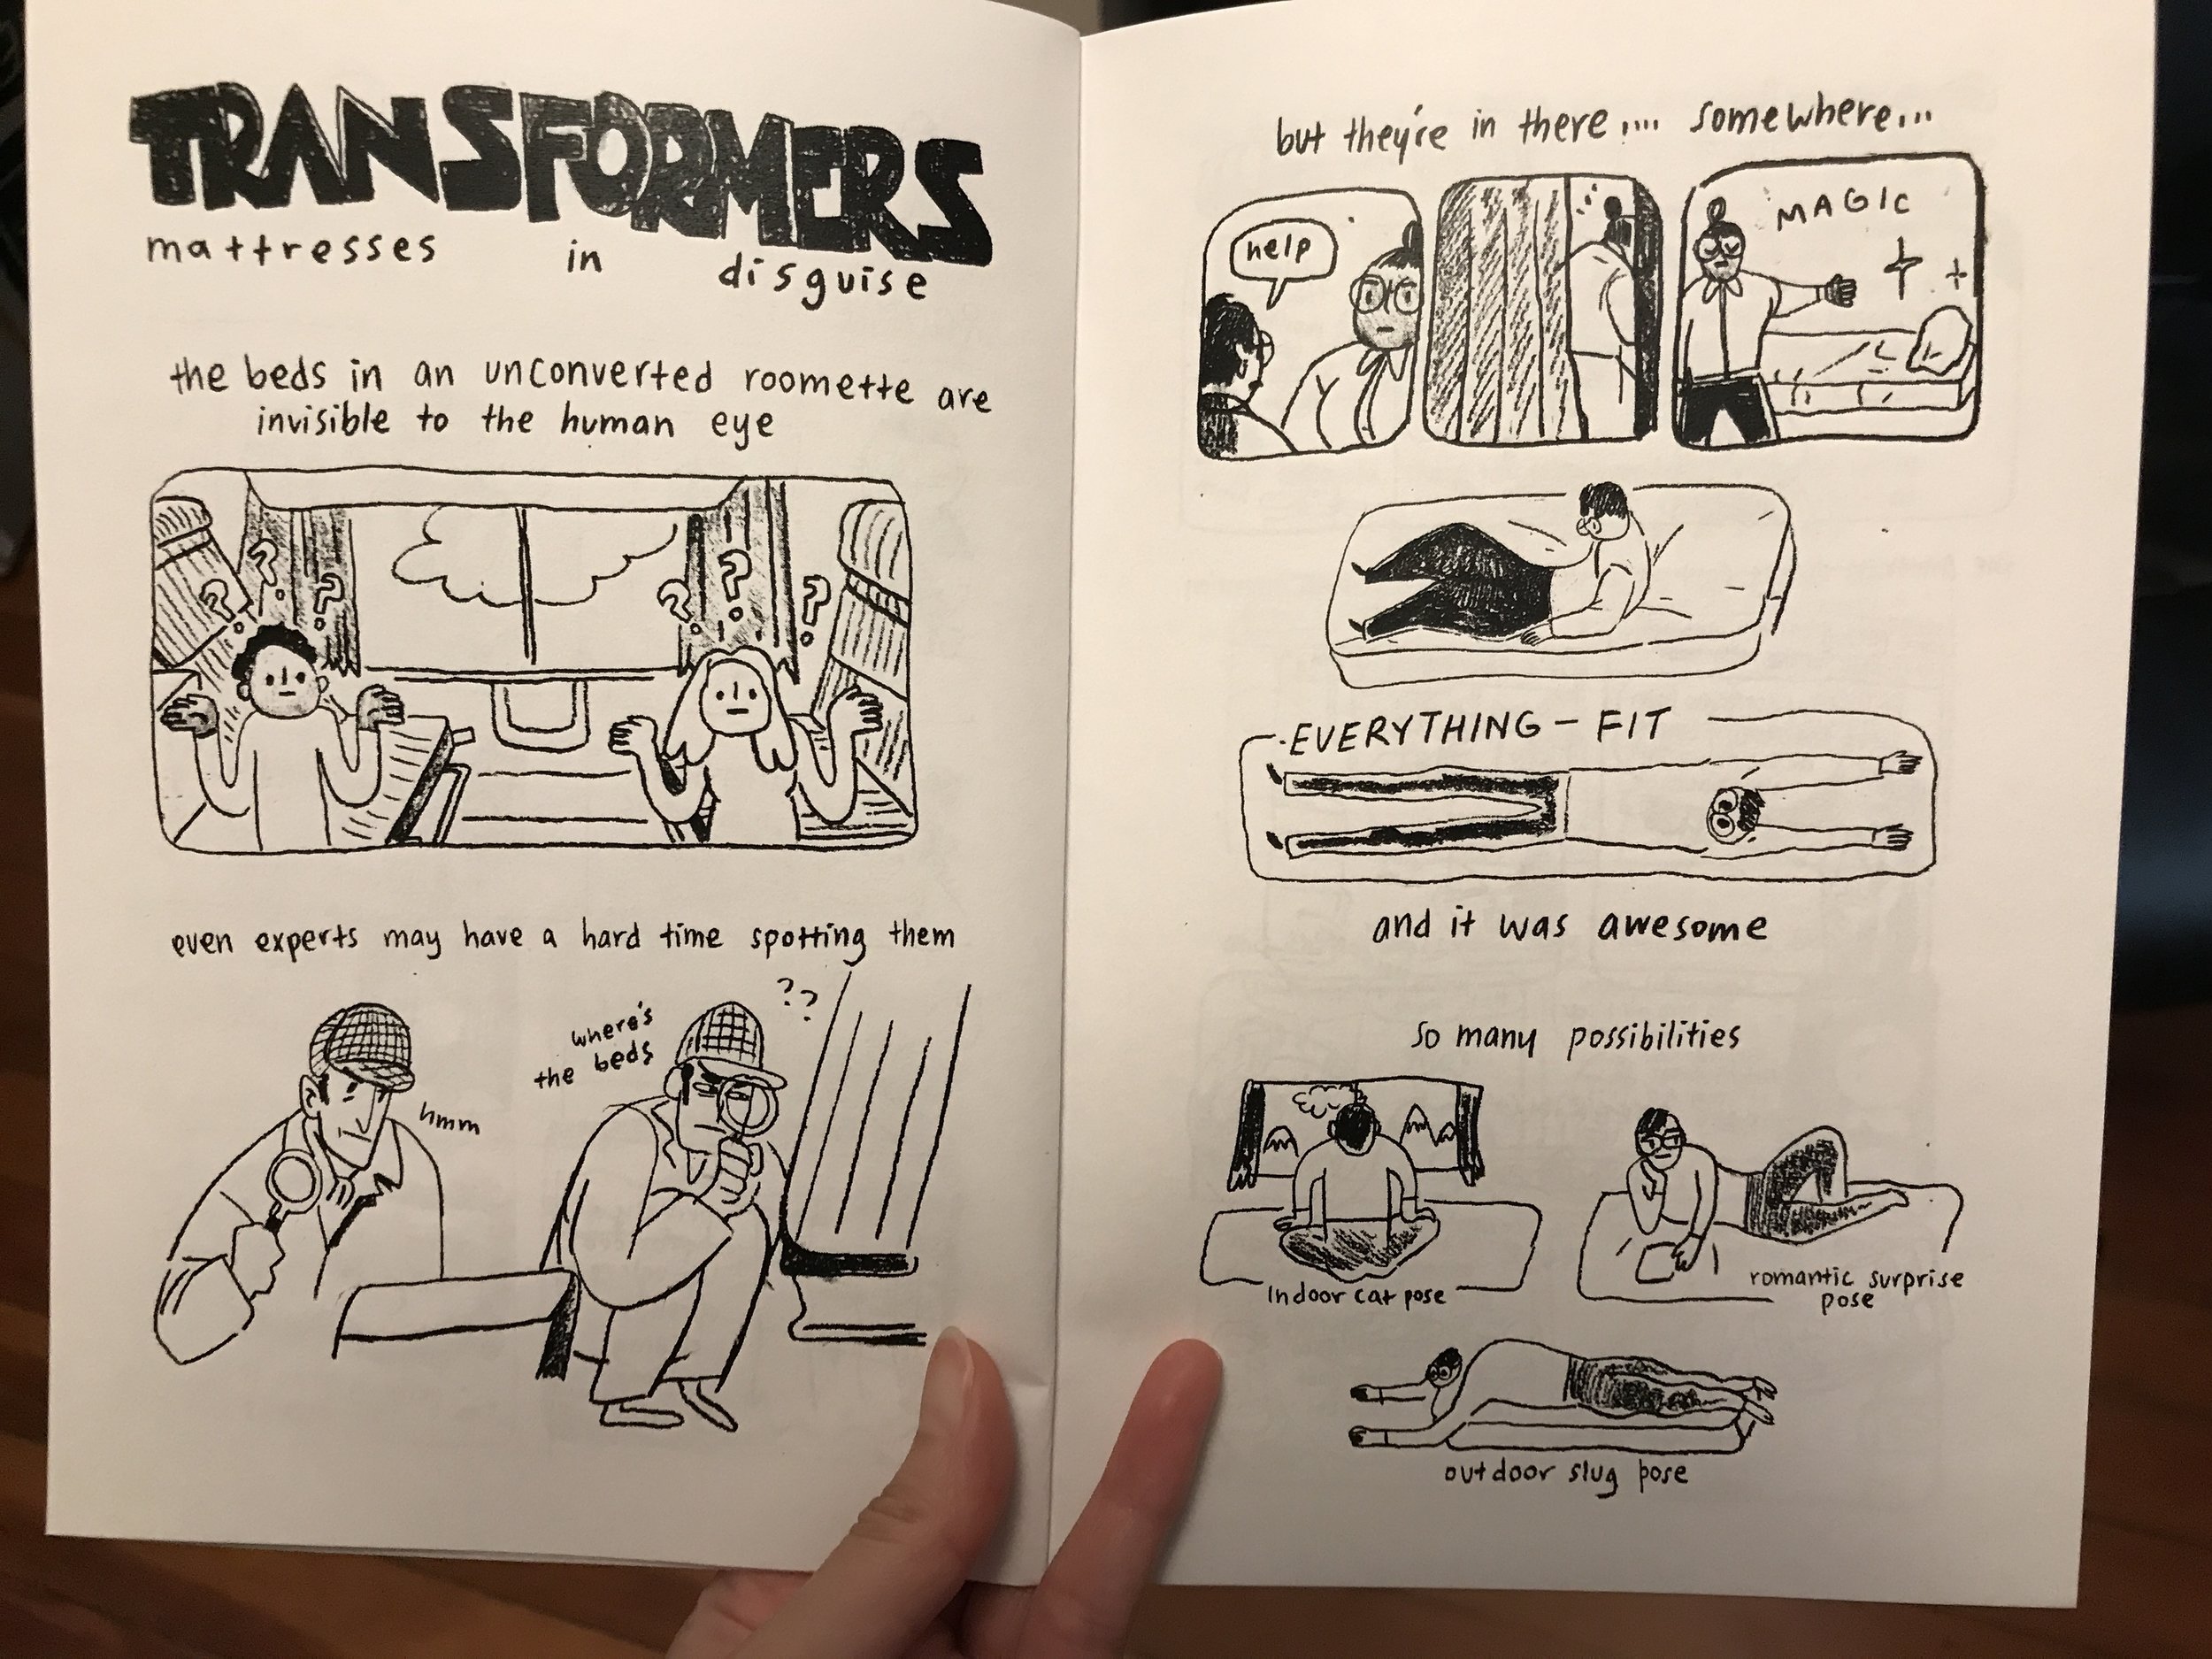 TRANSFORMERS
mattresses in disguise
the beds in an unconverted roomette are
invisible to the human eye
? ? ? ? ? ?
even experts may have a hard time spotting them
hmm
where's
the beds
??
but they're in there.... somewhere...
help
MAGIC
EVERYTHING - FIT
and it was awesome
so many possibilities
Indoor cat pose
romantic surprise
pose
outdoor slug pose